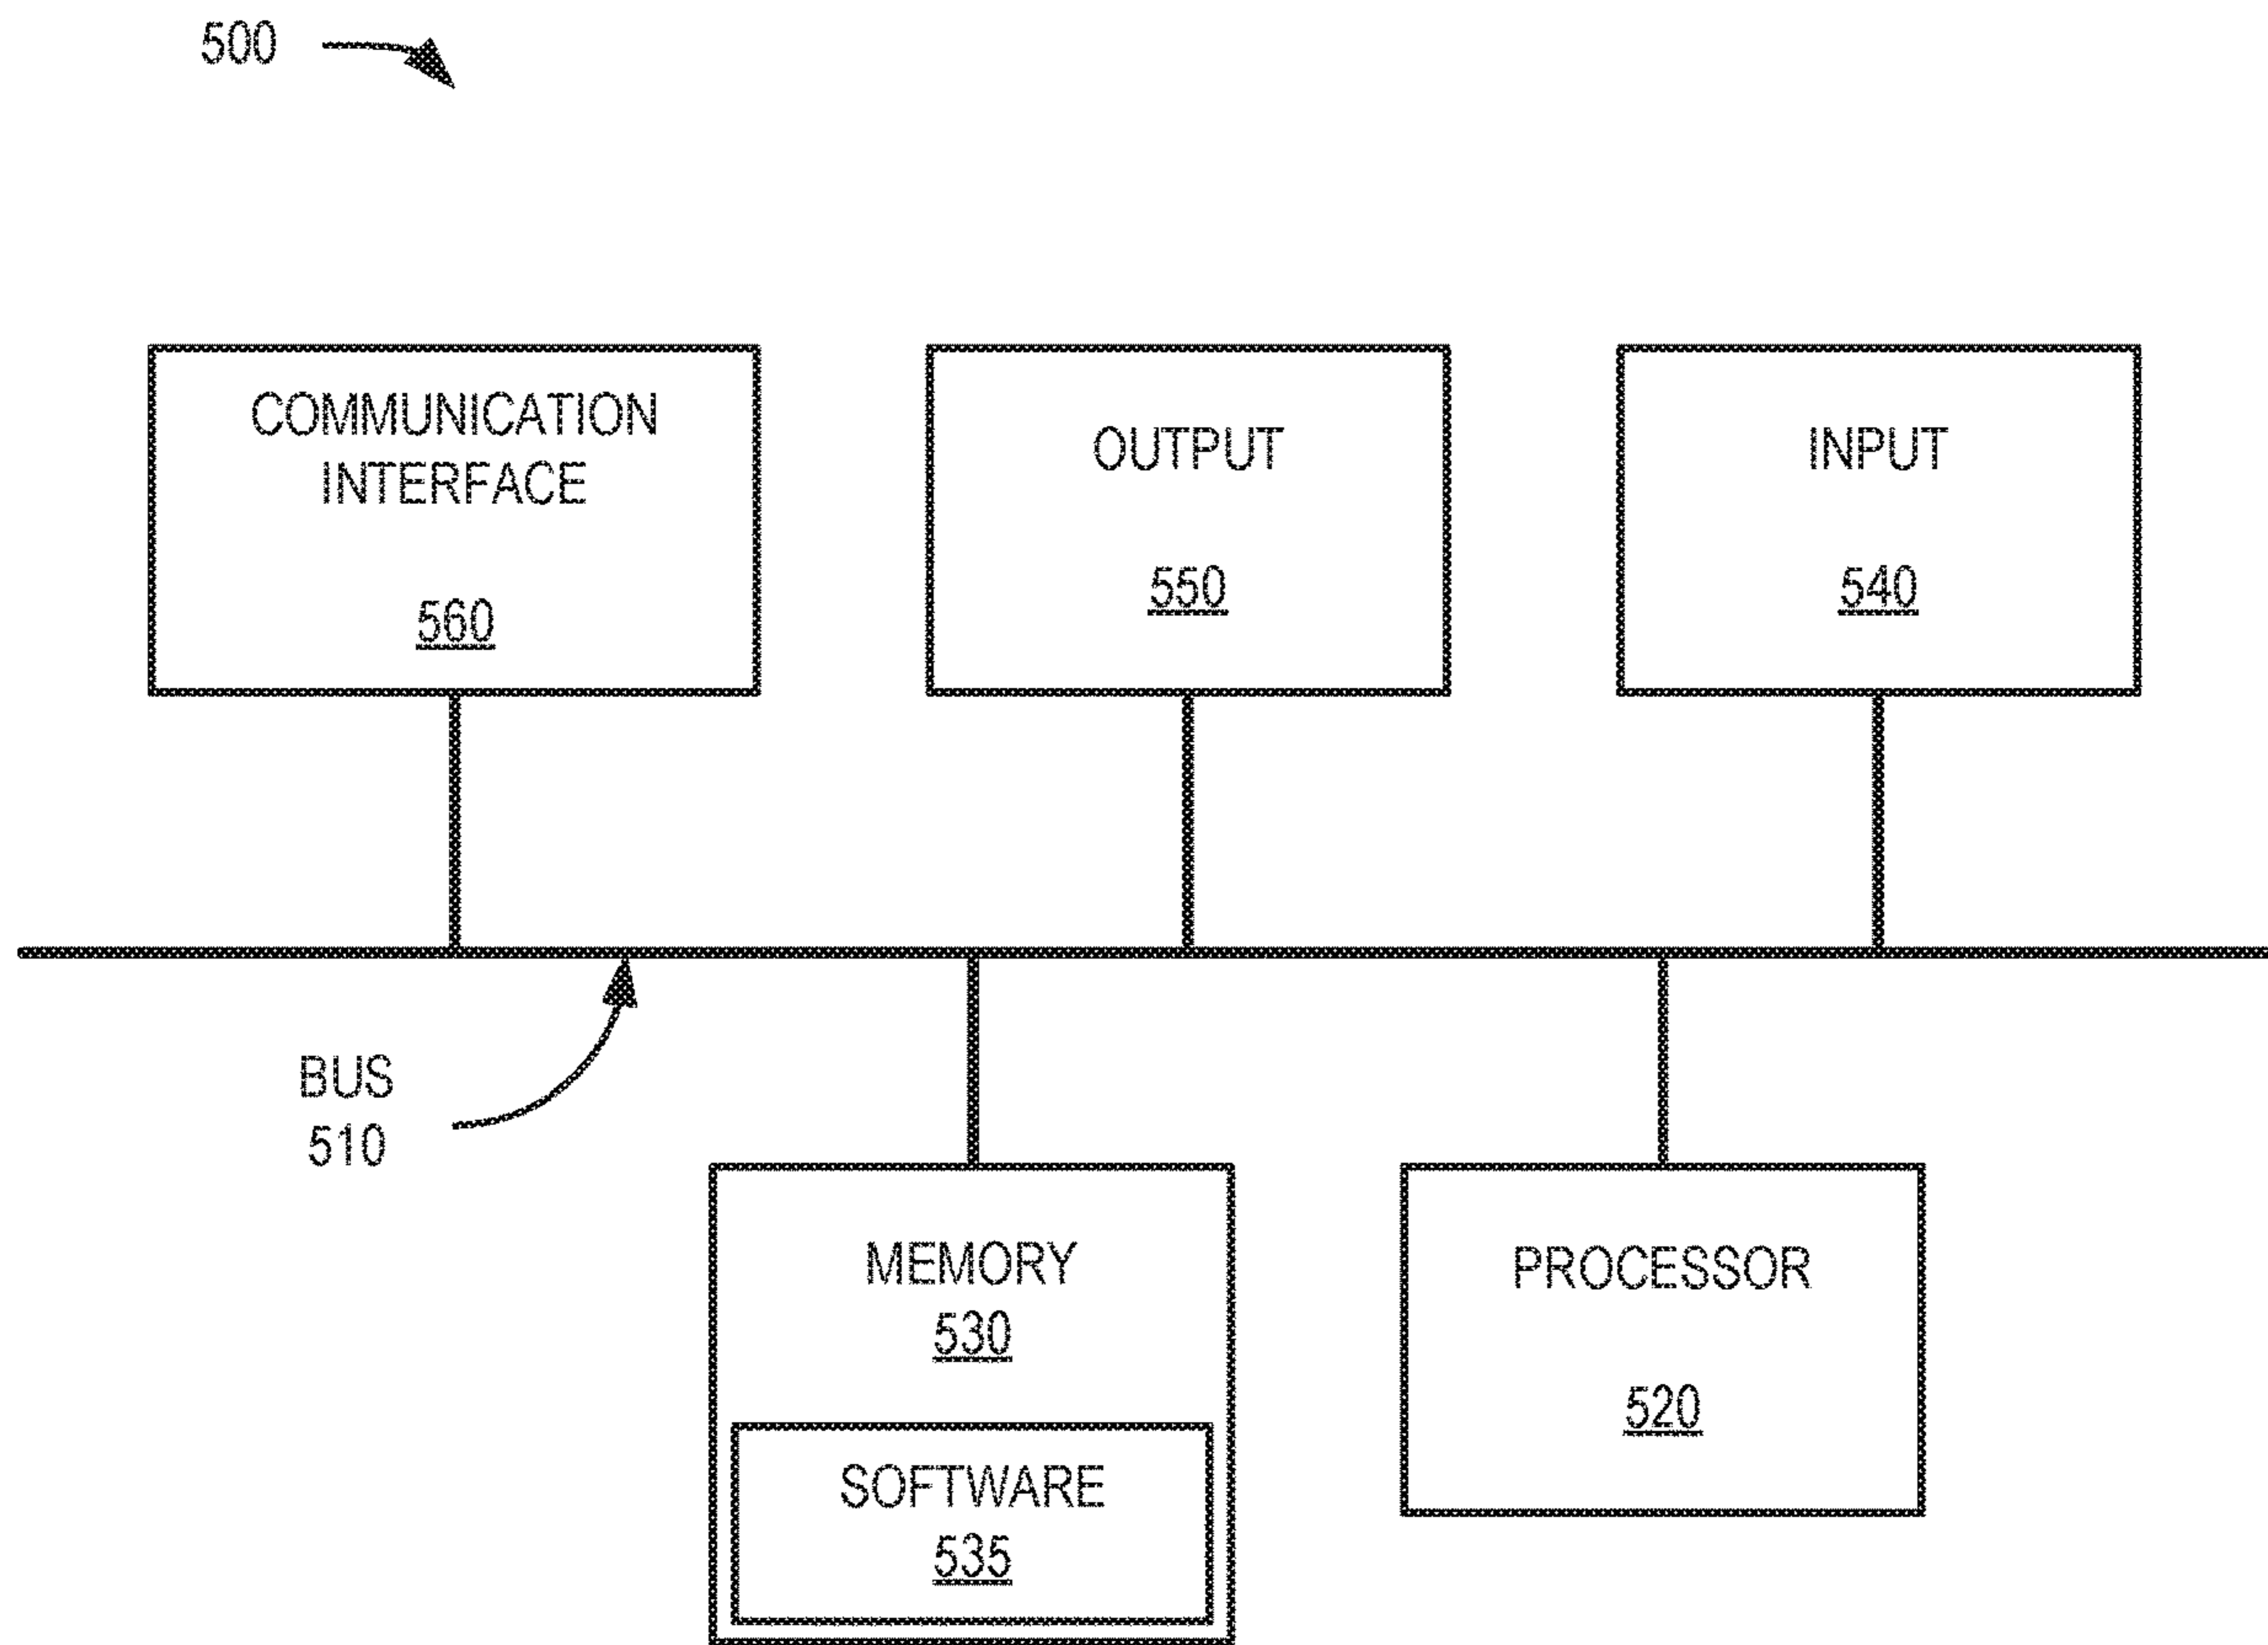 500
COMMUNICATION
INTERFACE
560
OUTPUT
550
INPUT
540
BUS
510
MEMORY
530
SOFTWARE
535
PROCESSOR
520